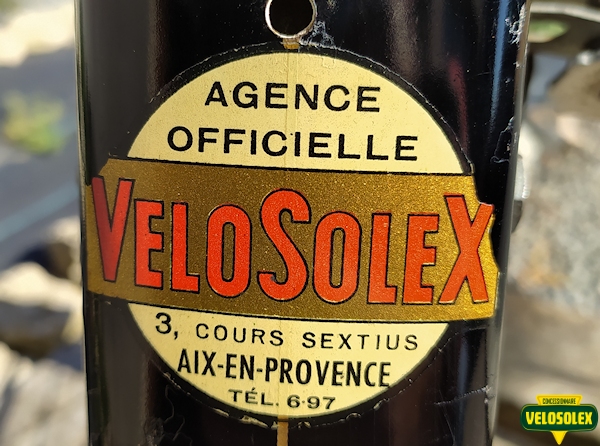 AGENCE
OFFICIELLE
VELOSOLEX
3, COURS SEXTIUS
AIX-EN-PROVENCE
TÉL. 6-97
CONCESSIONNAIRE
VELOSOLEX